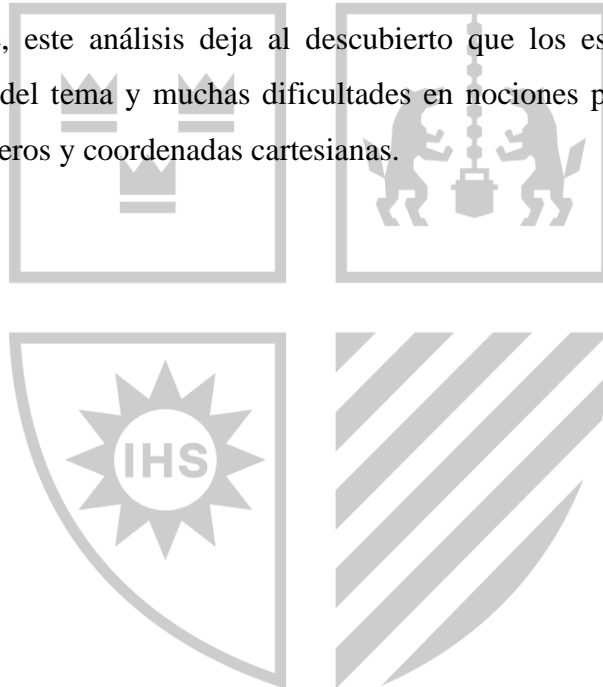 , este análisis deja al descubierto que los es
del tema y muchas dificultades en nociones p
eros y coordenadas cartesianas.
IHS